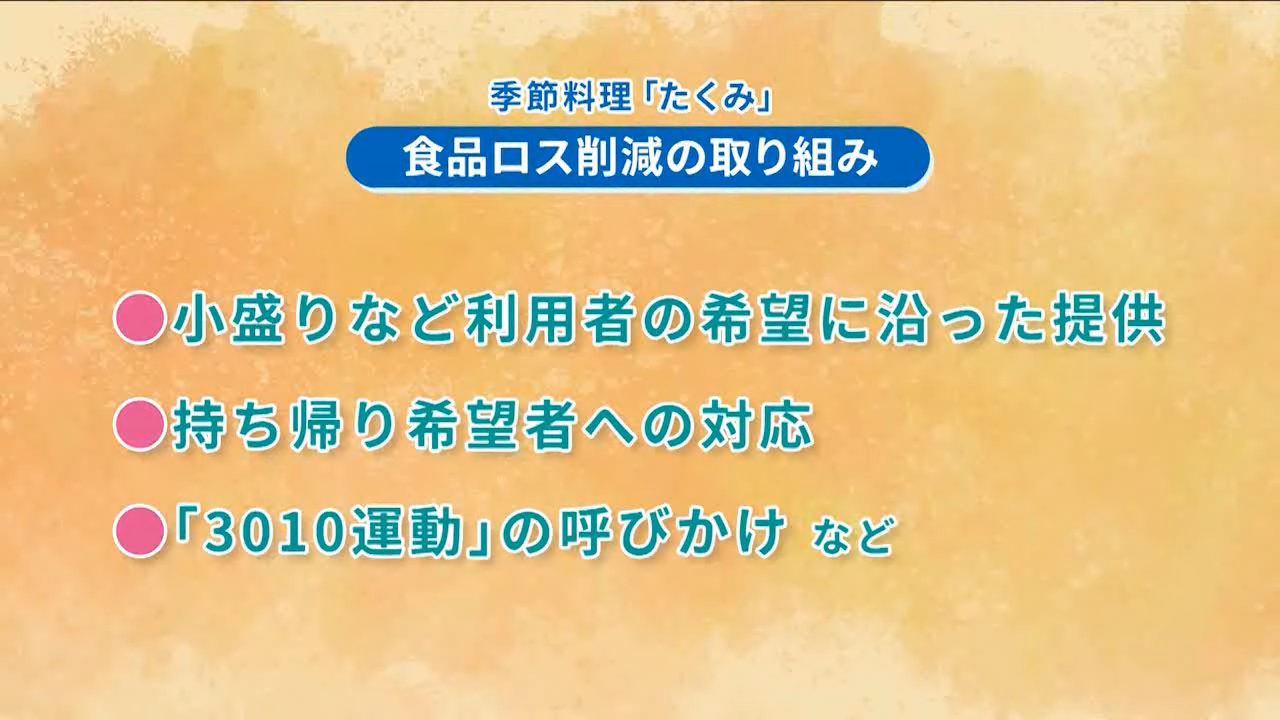 季節料理「たくみ」
食品ロス削減の取り組み
●小盛りなど利用者の希望に沿った提供
●持ち帰り希望者への対応
●「3010運動」の呼びかけ など